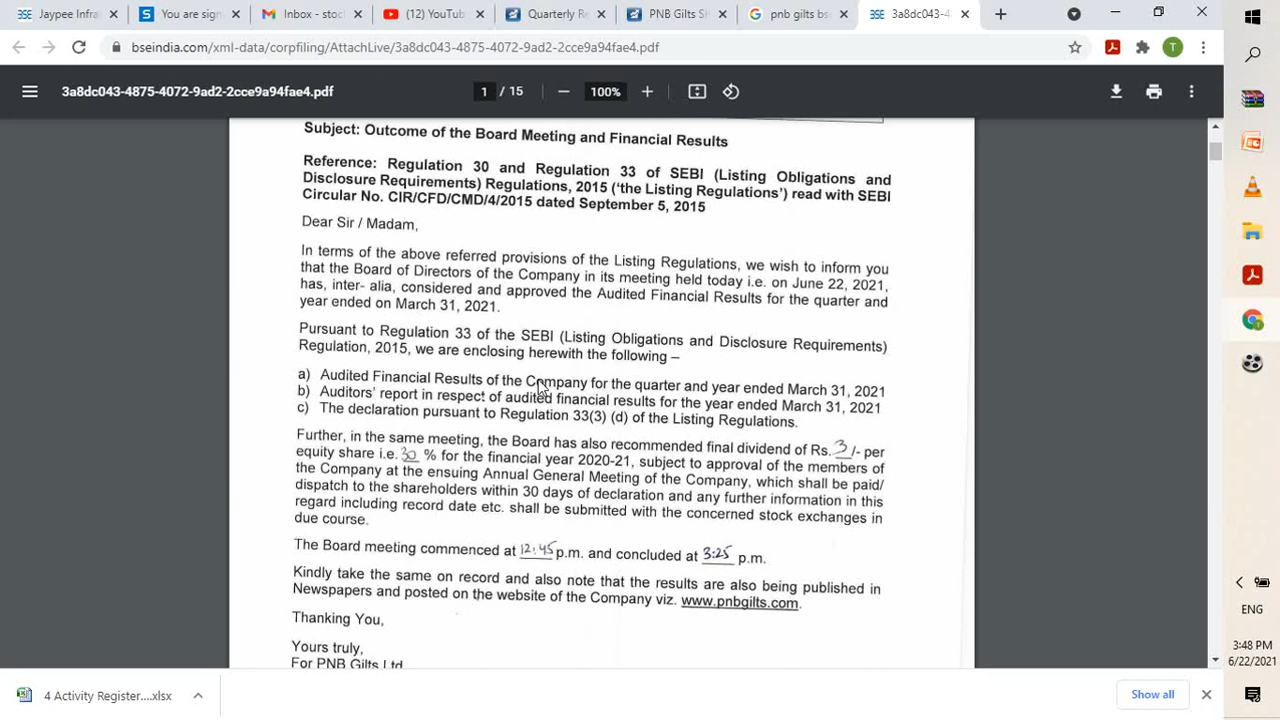 Jaypee Infra
You are sign
Inbox - stoc
(12) YouTub
Quarterly Re
PNB Gilts Sh
pnb gilts bse
3a8dc043-4
bseindia.com/xml-data/corpfiling/AttachLive/3a8dc043-4875-4072-9ad2-2cce9a94fae4.pdf
T
3a8dc043-4875-4072-9ad2-2cce9a94fae4.pdf
1 / 15
100%
Subject: Outcome of the Board Meeting and Financial Results
Reference: Regulation 30 and Regulation 33 of SEBI (Listing Obligations and
Disclosure Requirements) Regulations, 2015 ('the Listing Regulations') read with SEBI
Circular No. CIR/CFD/CMD/4/2015 dated September 5, 2015
Dear Sir / Madam,
In terms of the above referred provisions of the Listing Regulations, we wish to inform you
that the Board of Directors of the Company in its meeting held today i.e. on June 22, 2021,
has, inter- alia, considered and approved the Audited Financial Results for the quarter and
year ended on March 31, 2021.
Pursuant to Regulation 33 of the SEBI (Listing Obligations and Disclosure Requirements)
Regulation, 2015, we are enclosing herewith the following –
a) Audited Financial Results of the Company for the quarter and year ended March 31, 2021
b) Auditors' report in respect of audited financial results for the year ended March 31, 2021
c) The declaration pursuant to Regulation 33(3) (d) of the Listing Regulations.
Further, in the same meeting, the Board has also recommended final dividend of Rs. 3/- per
equity share i.e. 30 % for the financial year 2020-21, subject to approval of the members of
the Company at the ensuing Annual General Meeting of the Company, which shall be paid/
dispatch to the shareholders within 30 days of declaration and any further information in this
regard including record date etc. shall be submitted with the concerned stock exchanges in
due course.
The Board meeting commenced at 12:45 p.m. and concluded at 3:25 p.m.
Kindly take the same on record and also note that the results are also being published in
Newspapers and posted on the website of the Company viz. www.pnbgilts.com.
Thanking You,
Yours truly,
For PNB Gilts Ltd
ENG
3:48 PM
6/22/2021
4 Activity Register....xlsx
Show all